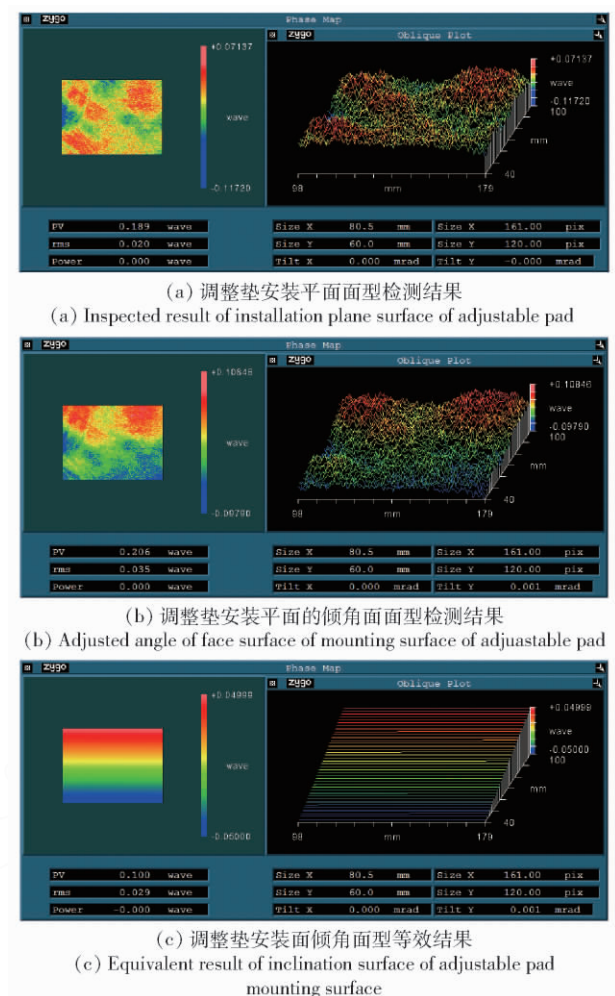 zygo Phase Map
zygo Oblique Plot
+0.07137
wave
-0.11720
+0.07137
wave
-0.11720
100
mm
40
98 mm 179
PV 0.189 wave
rms 0.020 wave
Power 0.000 wave
Size X 80.5 mm Size X 161.00 pix
Size Y 60.0 mm Size Y 120.00 pix
Tilt X 0.000 mrad Tilt Y -0.000 mrad
(a) 调整垫安装平面面型检测结果
(a) Inspected result of installation plane surface of adjustable pad
zygo Phase Map
zygo Oblique Plot
+0.10846
wave
-0.09790
+0.10846
wave
-0.09790
100
mm
40
98 mm 179
PV 0.206 wave
rms 0.035 wave
Power 0.000 wave
Size X 80.5 mm Size X 161.00 pix
Size Y 60.0 mm Size Y 120.00 pix
Tilt X 0.000 mrad Tilt Y 0.001 mrad
(b) 调整垫安装平面的倾角面面型检测结果
(b) Adjusted angle of face surface of mounting surface of adjuastable pad
zygo Phase Map
zygo Oblique Plot
+0.04999
wave
-0.05000
+0.04999
wave
-0.05000
100
mm
40
98 mm 179
PV 0.100 wave
rms 0.029 wave
Power -0.000 wave
Size X 80.5 mm Size X 161.00 pix
Size Y 60.0 mm Size Y 120.00 pix
Tilt X 0.000 mrad Tilt Y 0.001 mrad
(c) 调整垫安装面倾角面型等效结果
(c) Equivalent result of inclination surface of adjustable pad
mounting surface